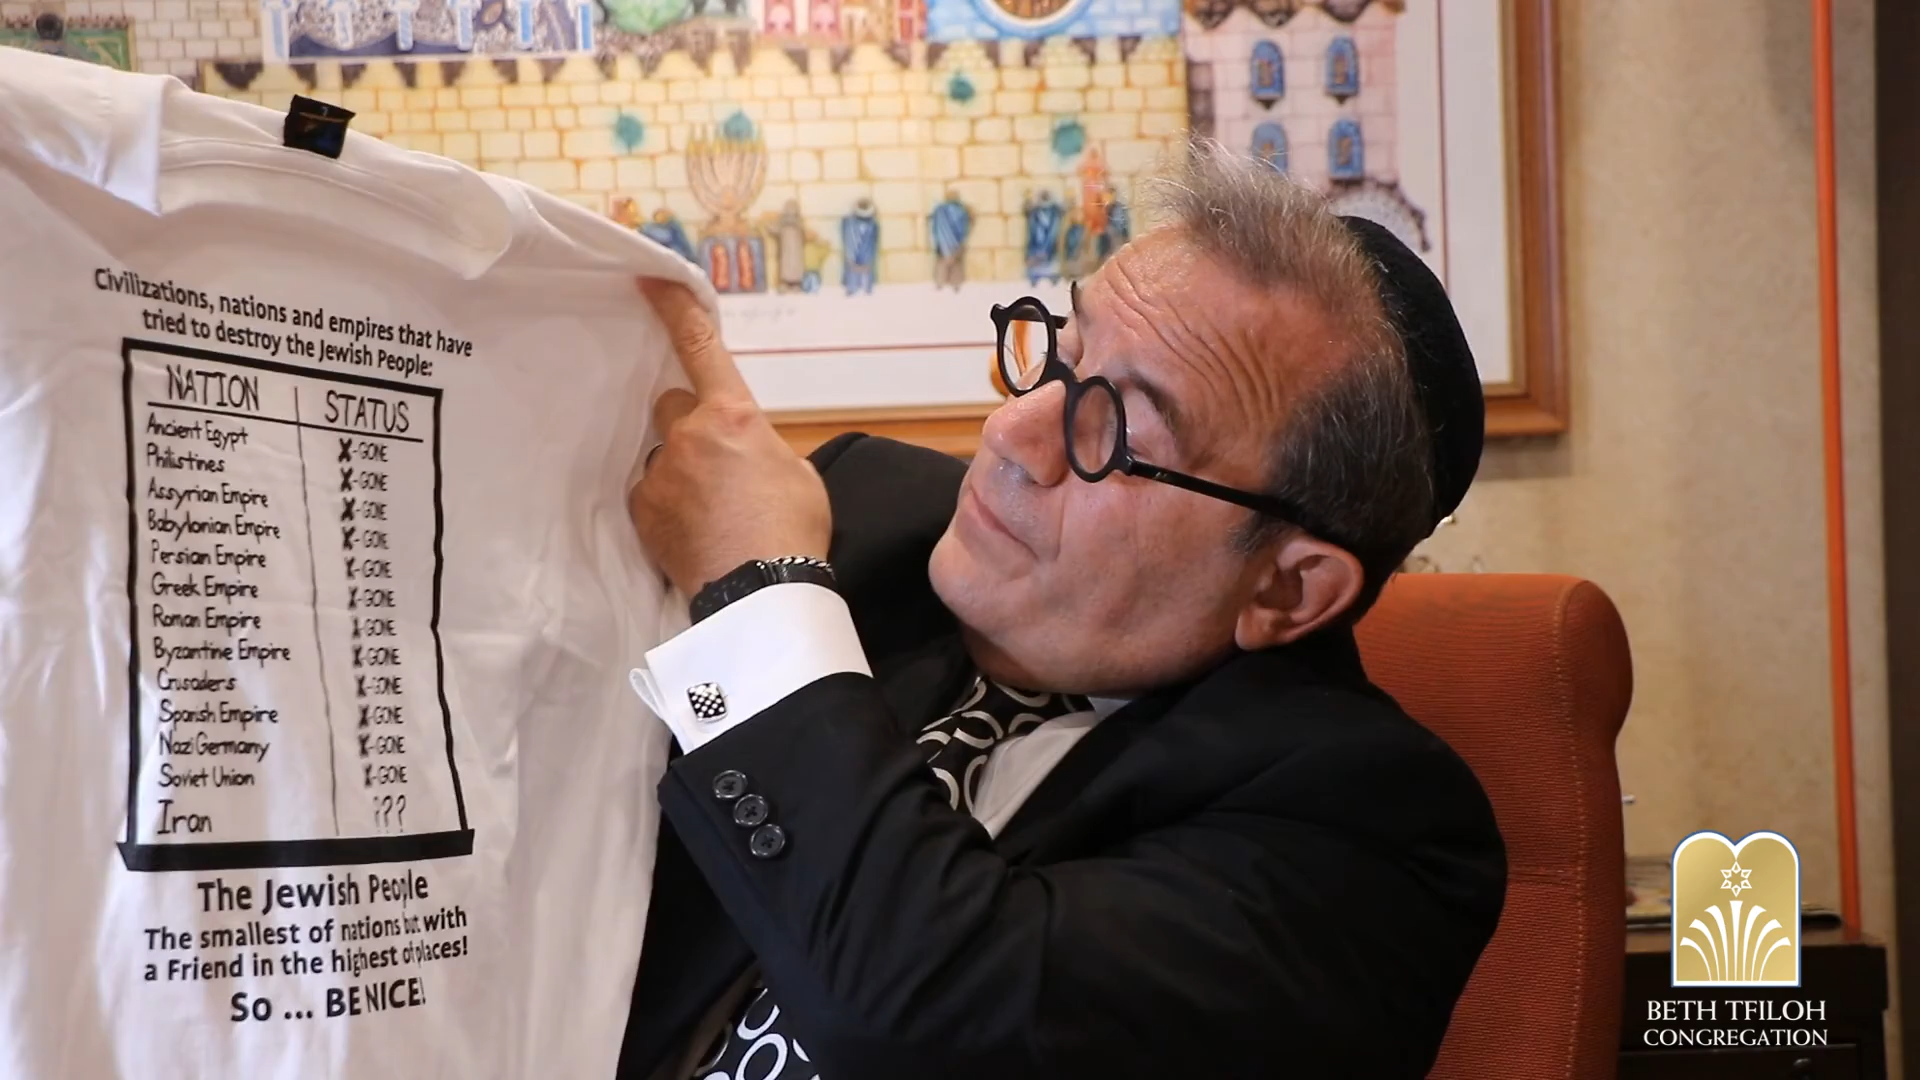 Civilizations, nations and empires that have
tried to destroy the Jewish People:
NATION STATUS
Ancient Egypt X-GONE
Philistines X-GONE
Assyrian Empire X-GONE
Babylonian Empire X-GONE
Persian Empire X-GONE
Greek Empire X-GONE
Roman Empire X-GONE
Byzantine Empire X-GONE
Crusaders X-GONE
Spanish Empire X-GONE
Nazi Germany X-GONE
Soviet Union X-GONE
Iran ???
The Jewish People
The smallest of nations but with
a Friend in the highest of places!
So ... BE NICE!
BETH TFILOH
CONGREGATION